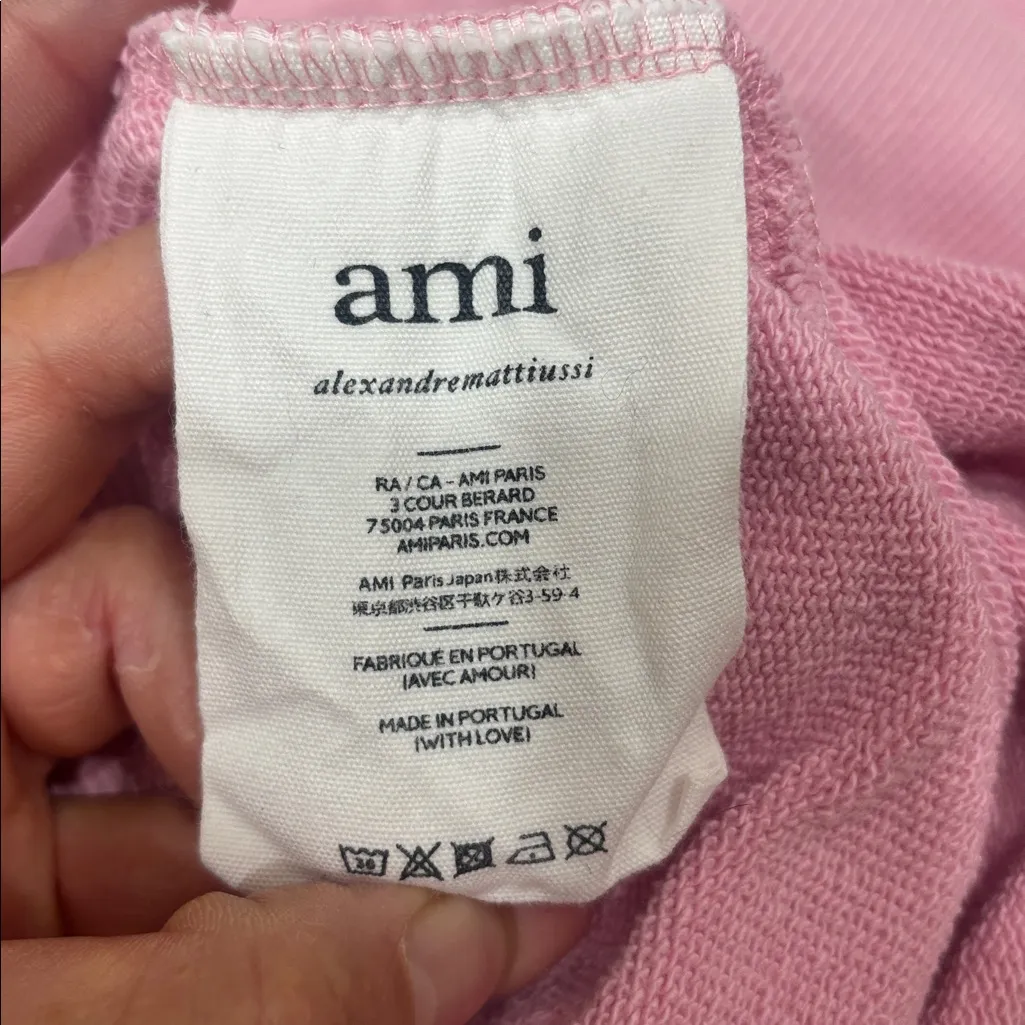 ami
alexandremattiussi
RA / CA - AMI PARIS
3 COUR BERARD
75004 PARIS FRANCE
AMIPARIS.COM
AMI Paris Japan株式会社
東京都渋谷区千駄ケ谷3-59-4
FABRIQUÉ EN PORTUGAL
(AVEC AMOUR)
MADE IN PORTUGAL
(WITH LOVE)
30